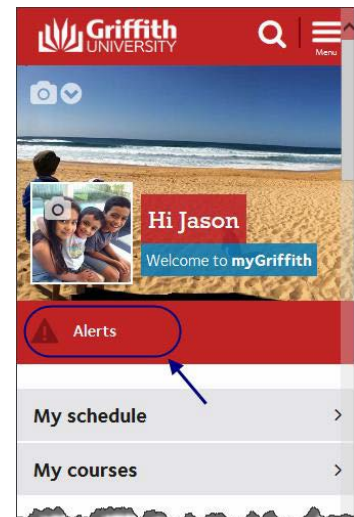 Griffith
UNIVERSITY
Menu
Hi Jason
Welcome to myGriffith
Alerts
My schedule
My courses